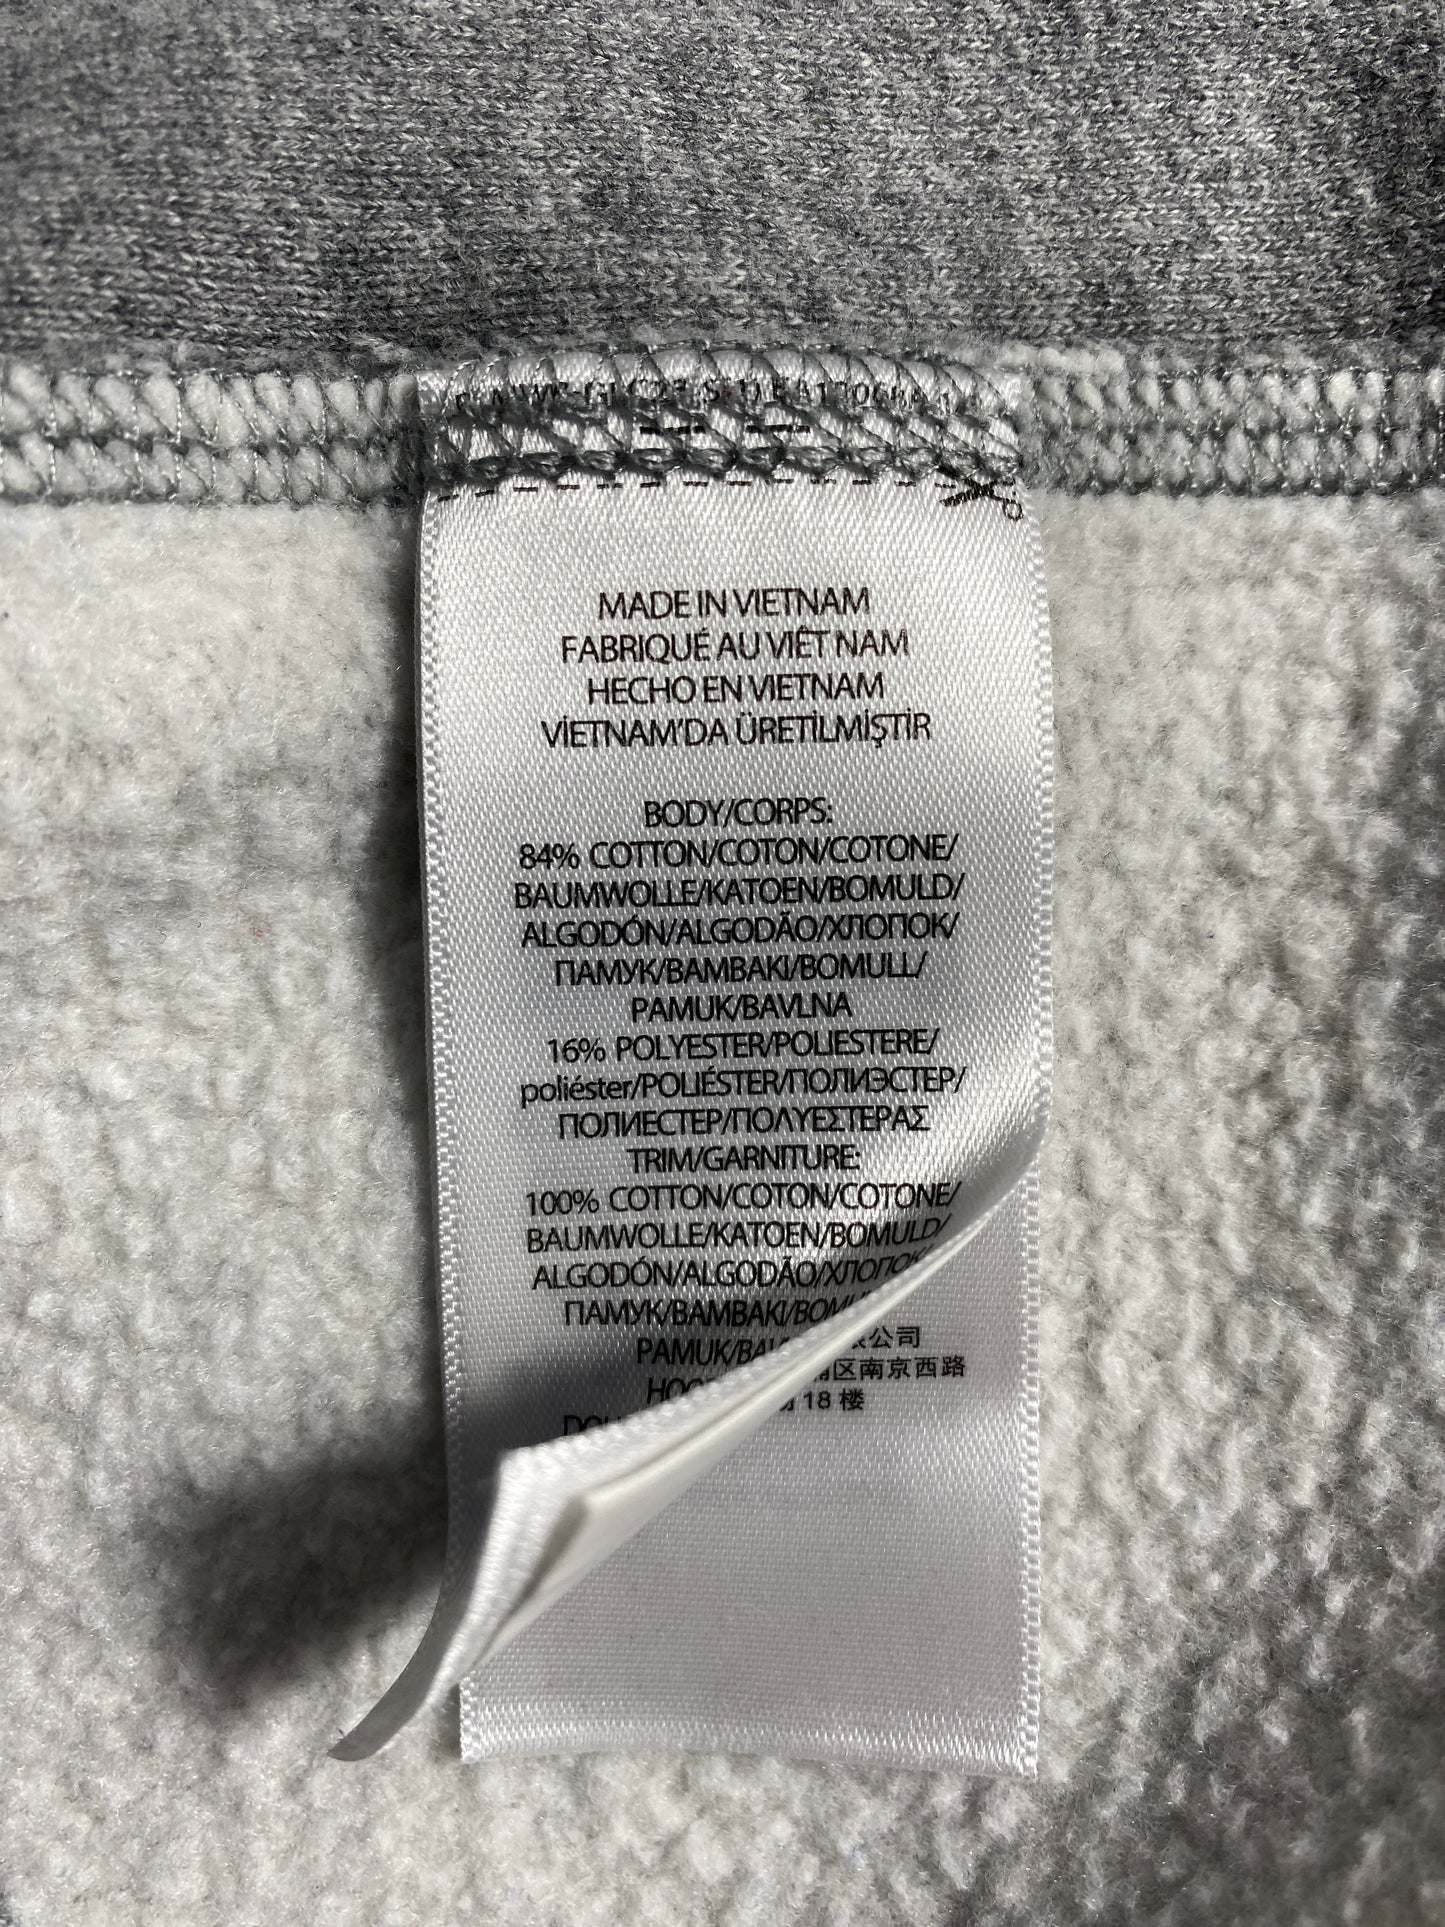 MADE IN VIETNAM
FABRIQUÉ AU VIÊT NAM
HECHO EN VIETNAM
VİETNAM'DA ÜRETİLMİŞTİR
BODY/CORPS:
84% COTTON/COTON/COTONE/
BAUMWOLLE/KATOEN/BOMULD/
ALGODÓN/ALGODÃO/ХЛОПОК/
ПАМУК/BAMBAKI/BOMULL/
PAMUK/BAVLNA
16% POLYESTER/POLIESTERE/
poliéster/POLIÉSTER/ПОЛИЭСТЕР/
ПОЛИЕСТЕР/ΠΟΛΥΕΣΤΕΡΑΣ
TRIM/GARNITURE:
100% COTTON/COTON/COTONE/
BAUMWOLLE/KATOEN/BOMULD/
ALGODÓN/ALGODÃO/ХЛОПОК
ПАМУК/BAMBAKI/
PAMUK/
公司
区南京西路
18 楼